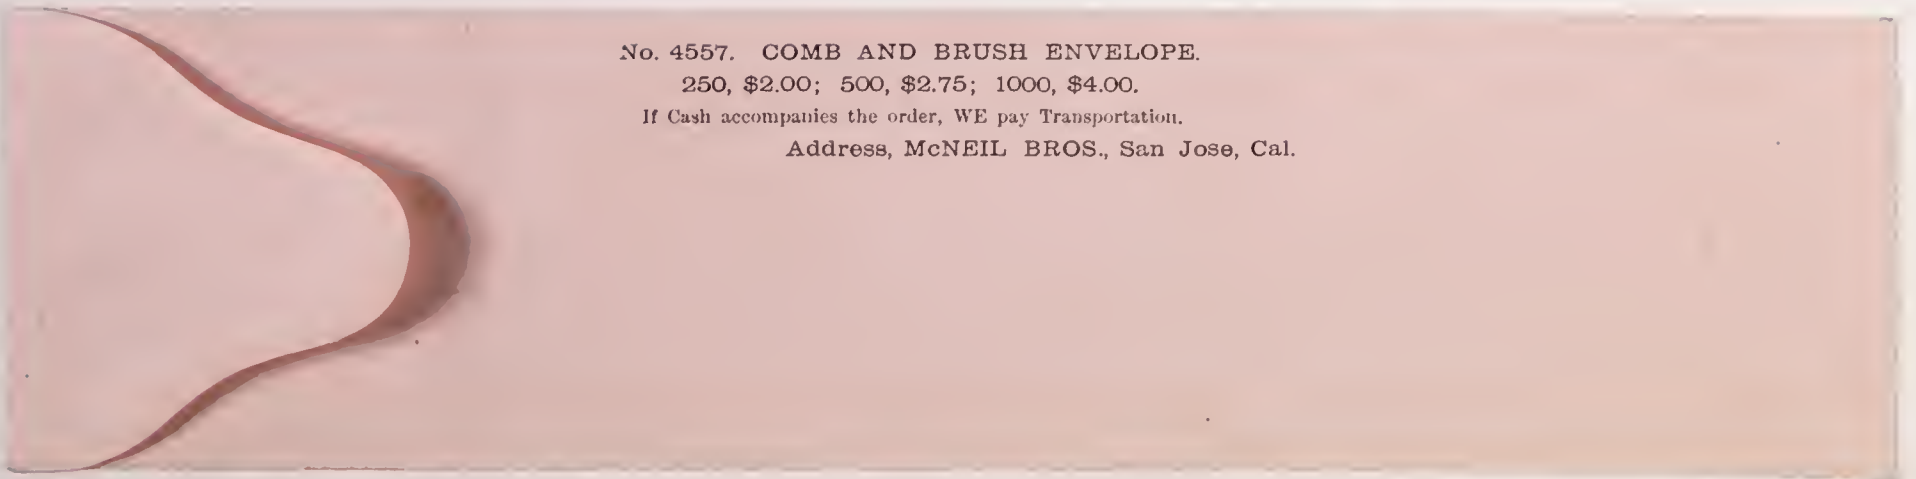 No. 4557. COMB AND BRUSH ENVELOPE.
250, $2.00; 500, $2.75; 1000, $4.00.
If Cash accompanies the order, WE pay Transportation.
Address, McNEIL BROS., San Jose, Cal.